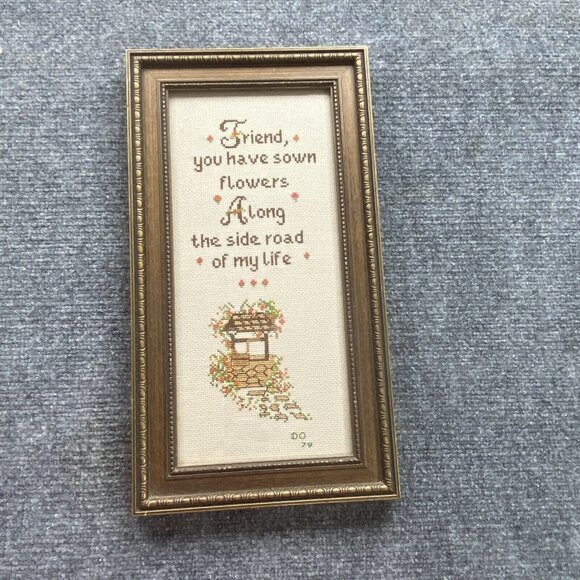 Friend,
you have sown
flowers
Along
the side road
of my life
DO
79